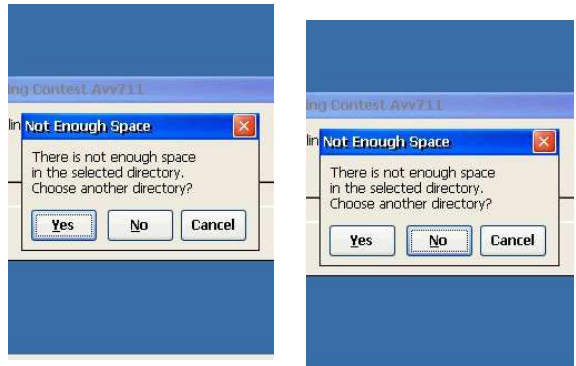 ing Contest Avv711
lin
Not Enough Space
There is not enough space
in the selected directory.
Choose another directory?
Yes No Cancel
ing Contest Avv711
lin
Not Enough Space
There is not enough space
in the selected directory.
Choose another directory?
Yes No Cancel